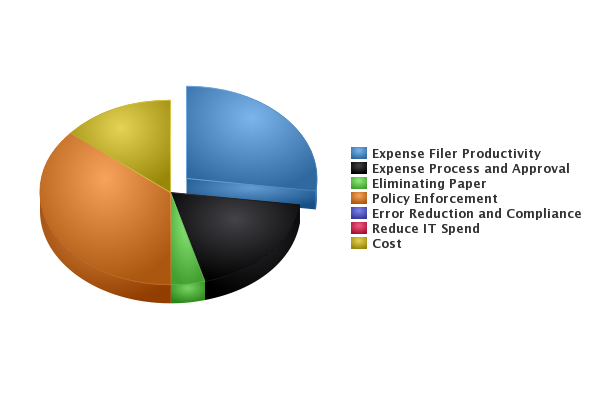 Expense Filer Productivity
Expense Process and Approval
Eliminating Paper
Policy Enforcement
Error Reduction and Compliance
Reduce IT Spend
Cost